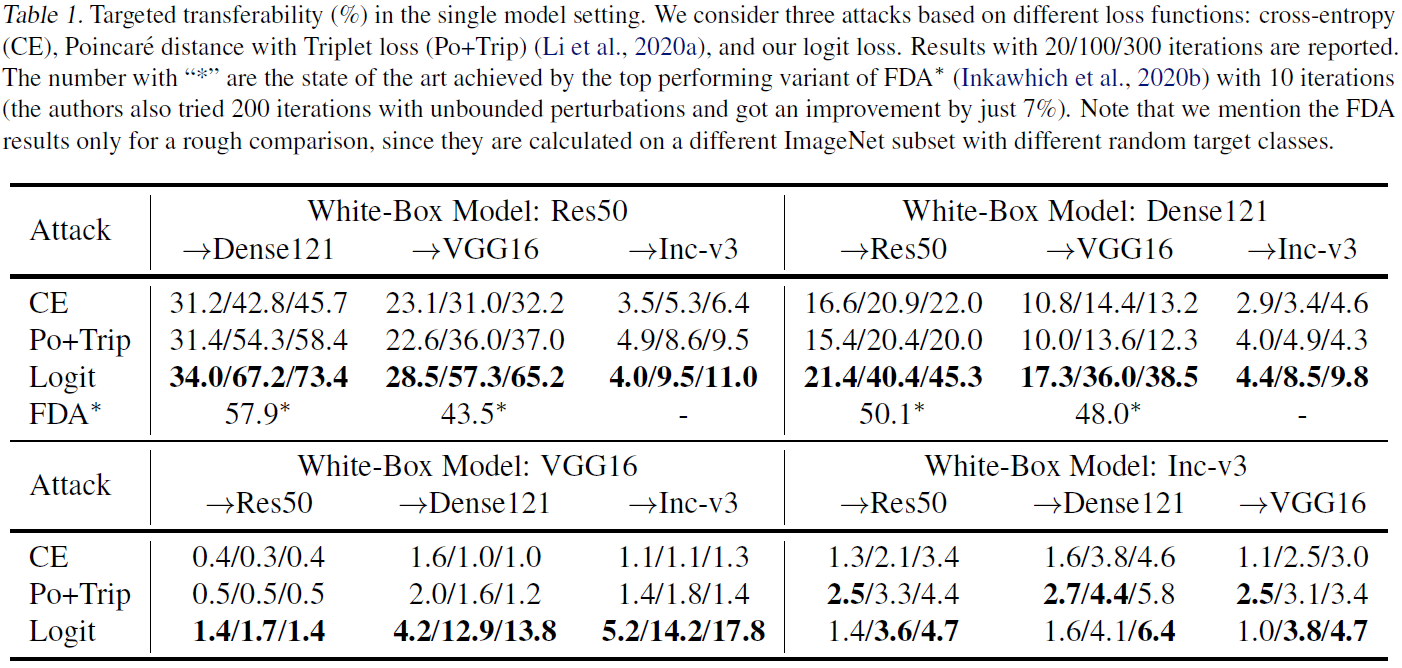 Table 1. Targeted transferability (%) in the single model setting. We consider three attacks based on different loss functions: cross-entropy
(CE), Poincaré distance with Triplet loss (Po+Trip) (Li et al., 2020a), and our logit loss. Results with 20/100/300 iterations are reported.
The number with “*” are the state of the art achieved by the top performing variant of FDA* (Inkawhich et al., 2020b) with 10 iterations
(the authors also tried 200 iterations with unbounded perturbations and got an improvement by just 7%). Note that we mention the FDA
results only for a rough comparison, since they are calculated on a different ImageNet subset with different random target classes.
Attack White-Box Model: Res50 White-Box Model: Dense121
→Dense121 →VGG16 →Inc-v3 →Res50 →VGG16 →Inc-v3
CE 31.2/42.8/45.7 23.1/31.0/32.2 3.5/5.3/6.4 16.6/20.9/22.0 10.8/14.4/13.2 2.9/3.4/4.6
Po+Trip 31.4/54.3/58.4 22.6/36.0/37.0 4.9/8.6/9.5 15.4/20.4/20.0 10.0/13.6/12.3 4.0/4.9/4.3
Logit 34.0/67.2/73.4 28.5/57.3/65.2 4.0/9.5/11.0 21.4/40.4/45.3 17.3/36.0/38.5 4.4/8.5/9.8
FDA* 57.9* 43.5* - 50.1* 48.0* -
Attack White-Box Model: VGG16 White-Box Model: Inc-v3
→Res50 →Dense121 →Inc-v3 →Res50 →Dense121 →VGG16
CE 0.4/0.3/0.4 1.6/1.0/1.0 1.1/1.1/1.3 1.3/2.1/3.4 1.6/3.8/4.6 1.1/2.5/3.0
Po+Trip 0.5/0.5/0.5 2.0/1.6/1.2 1.4/1.8/1.4 2.5/3.3/4.4 2.7/4.4/5.8 2.5/3.1/3.4
Logit 1.4/1.7/1.4 4.2/12.9/13.8 5.2/14.2/17.8 1.4/3.6/4.7 1.6/4.1/6.4 1.0/3.8/4.7